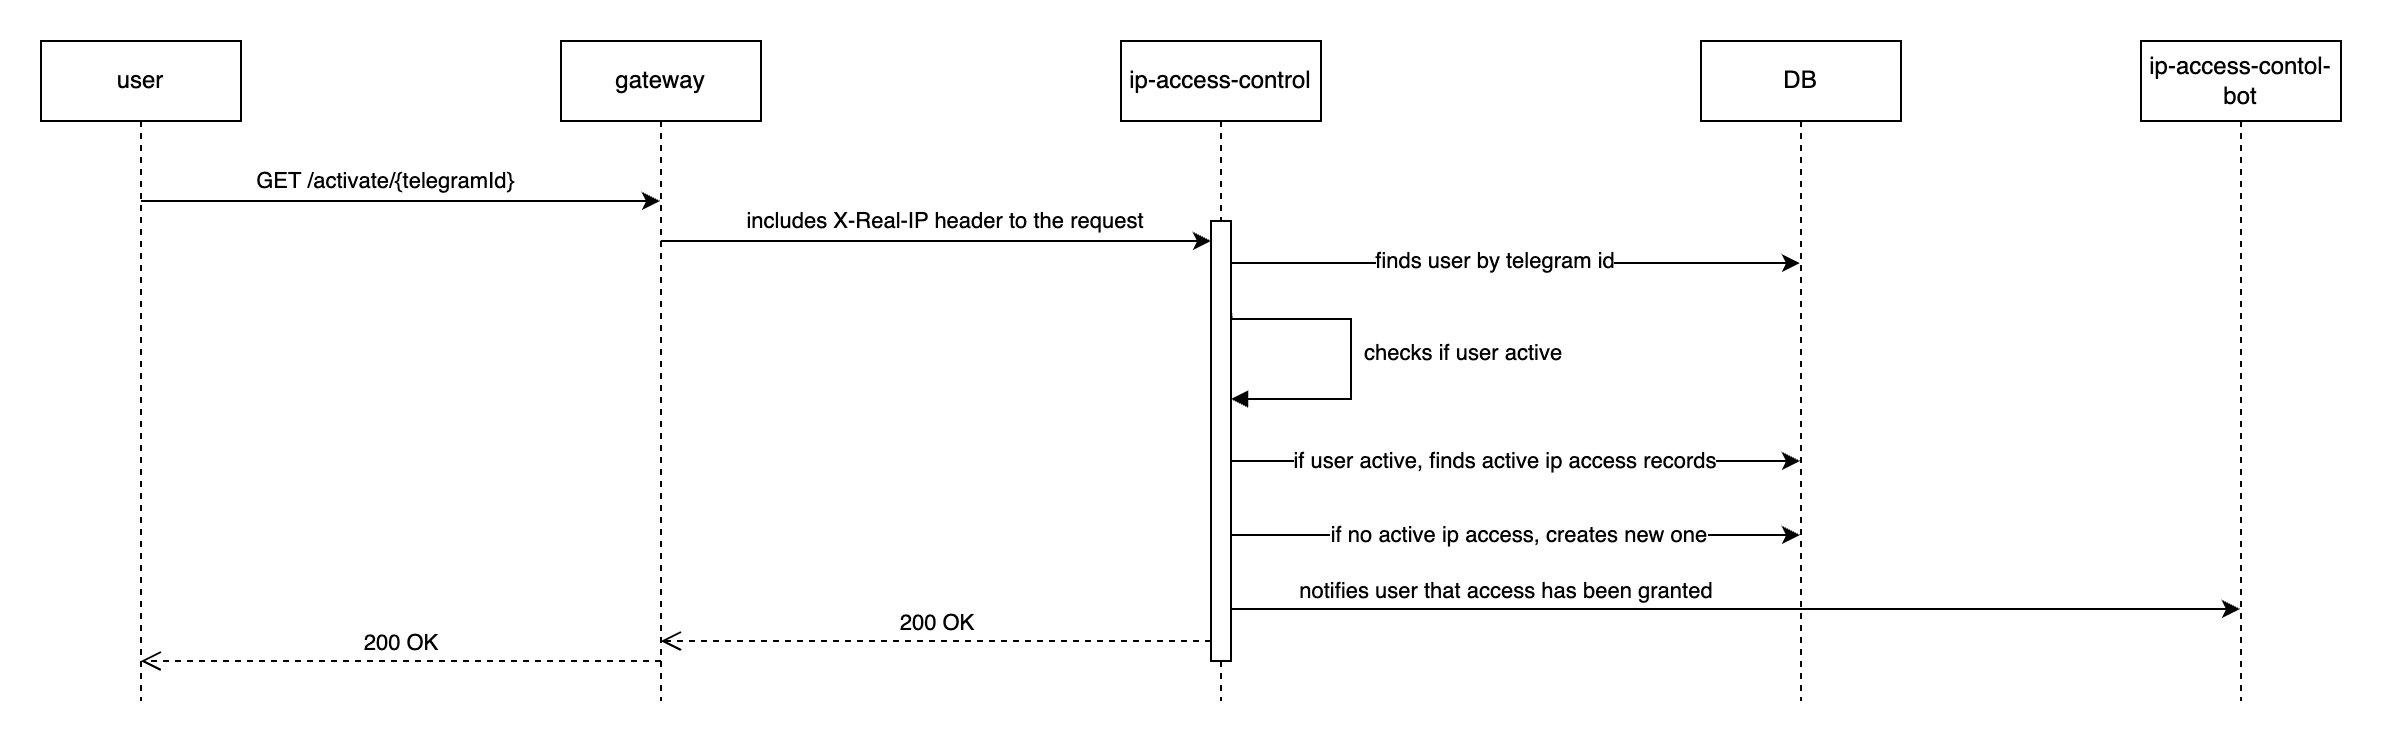 user
gateway
ip-access-control
DB
ip-access-contol-
bot
GET /activate/{telegramId}
includes X-Real-IP header to the request
finds user by telegram id
checks if user active
if user active, finds active ip access records
if no active ip access, creates new one
notifies user that access has been granted
200 OK
200 OK